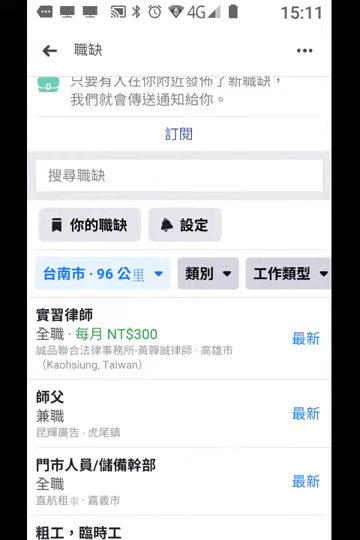 4G 15:11
職缺
只要有人在你附近發佈了新職缺，
我們就會傳送通知給你。
訂閱
搜尋職缺
你的職缺 設定
台南市 · 96 公里 類別 工作類型
實習律師
全職 · 每月 NT$300 最新
誠品聯合法律事務所-黃韡誠律師 · 高雄市
（Kaohsiung, Taiwan）
師父
兼職 最新
昆輝廣告 · 虎尾鎮
門市人員/儲備幹部
全職 最新
直航租車 · 嘉義市
粗工，臨時工